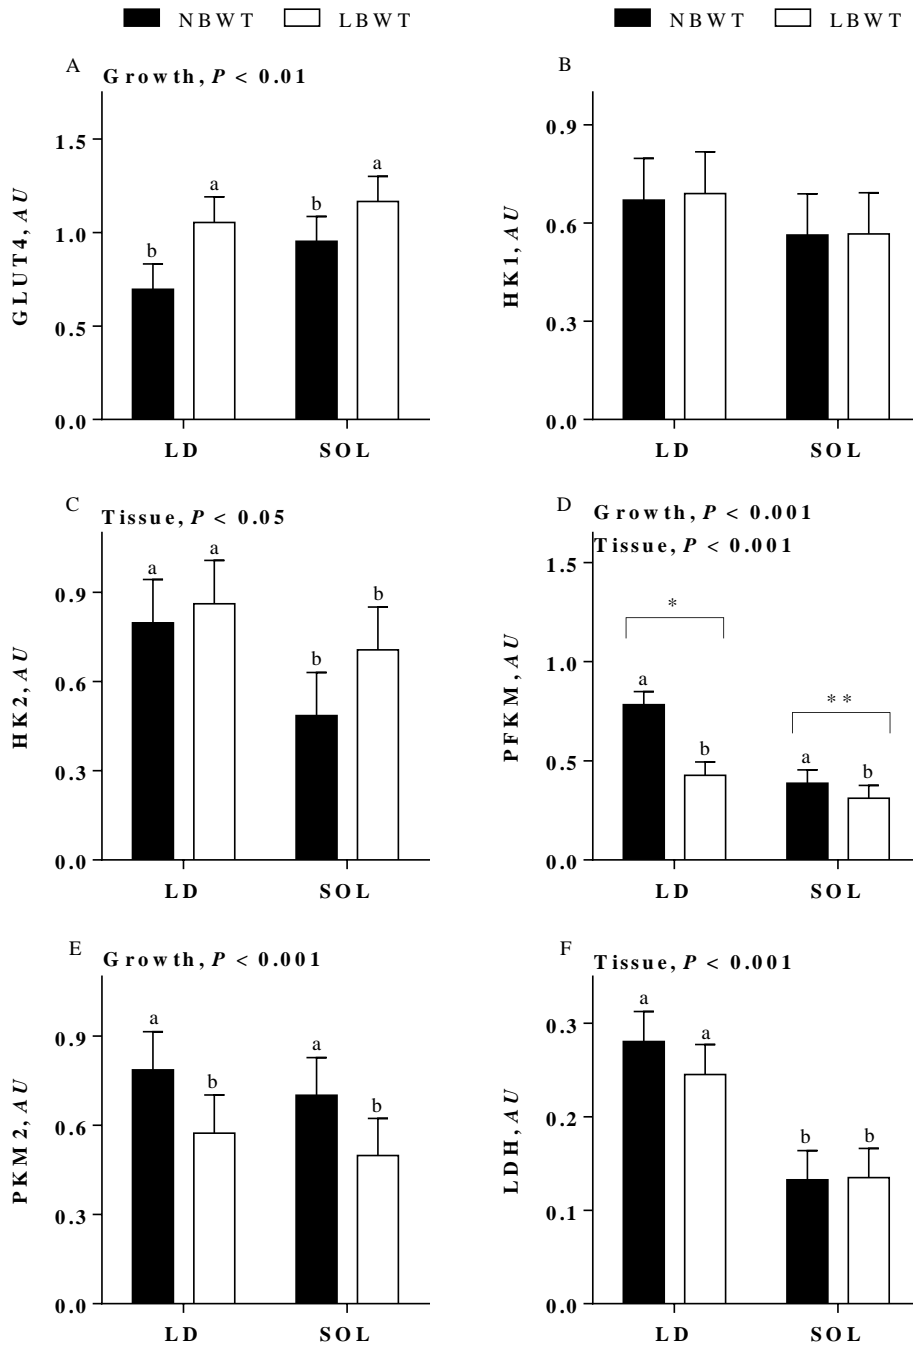 NBWT LBWT
NBWT LBWT
A
Growth, P < 0.01
GLUT4, AU
1.5
1.0
0.5
0.0
b
a
b
a
LD
SOL
B
HK1, AU
0.9
0.6
0.3
0.0
LD
SOL
C
Tissue, P < 0.05
HK2, AU
0.9
0.6
0.3
0.0
a
a
b
b
LD
SOL
D
Growth, P < 0.001
Tissue, P < 0.001
PFKM, AU
1.5
1.0
0.5
0.0
*
a
b
**
a
b
LD
SOL
E
Growth, P < 0.001
PKM2, AU
0.9
0.6
0.3
0.0
a
b
a
b
LD
SOL
F
Tissue, P < 0.001
LDH, AU
0.3
0.2
0.1
0.0
a
a
b
b
LD
SOL